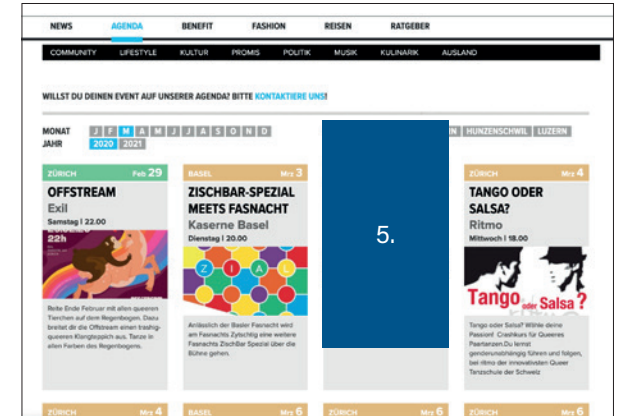 NEWS AGENDA BENEFIT FASHION REISEN RATGEBER
COMMUNITY LIFESTYLE KULTUR PROMIS POLITIK MUSIK KULINARIK AUSLAND
WILLST DU DEINEN EVENT AUF UNSERER AGENDA? BITTE KONTAKTIERE UNS!
MONAT J F M A M J J A S O N D
HUNZENSCHWIL LUZERN
JAHR 2020 2021
ZÜRICH Feb 29
OFFSTREAM
Exil
Samstag | 22.00
22h
Reite Ende Februar mit allen queeren
Tierchen auf dem Regenbogen. Dazu
breitet dir die Offstream einen trashig-
queeren Klangteppich aus. Tanze in
allen Farben des Regenbogens.
BASEL Mrz 3
ZISCHBAR-SPEZIAL
MEETS FASNACHT
Kaserne Basel
Dienstag | 20.00
Z I A L
Anlässlich der Basler Fasnacht wird
am Fasnachts Zyschtig eine weitere
Fasnachts ZischBar Spezial über die
Bühne gehen.
5.
ZÜRICH Mrz 4
TANGO ODER
SALSA?
Ritmo
Mittwoch | 18.00
Tango oder Salsa?
Tango oder Salsa? Wähle deine
Passion! Crashkurs für Queeres
Paartanzen.Du lernst
genderunabhängig führen und folgen,
bei ritmo der innovativsten Queer
Tanzschule der Schweiz
ZÜRICH Mrz 4
BASEL Mrz 6
ZÜRICH Mrz 6
ZÜRICH Mrz 6